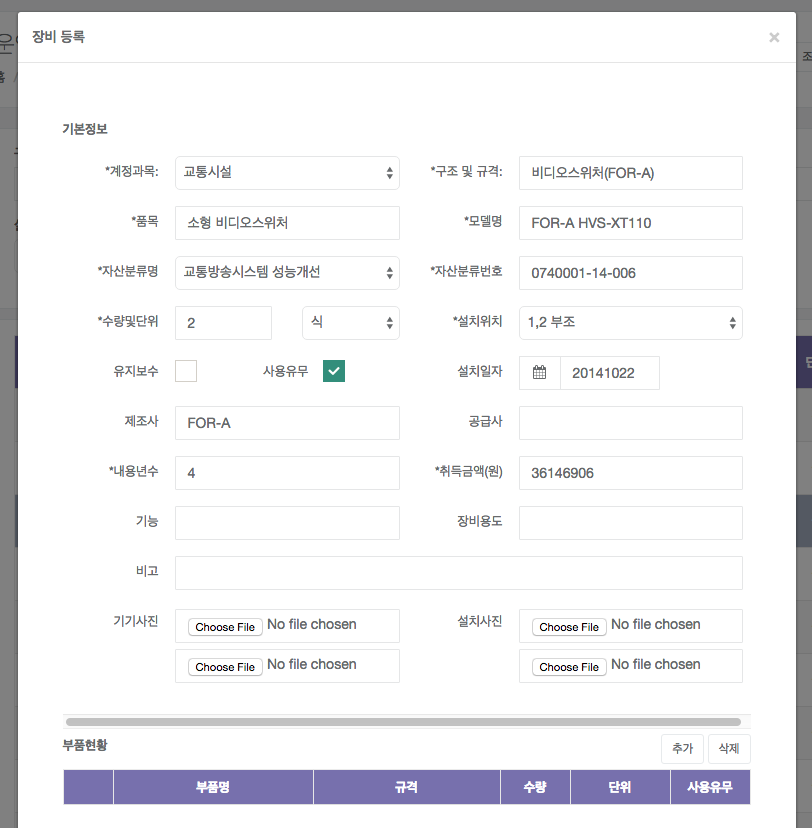 장비 등록 ×
기본정보
*계정과목: 교통시설 *구조 및 규격: 비디오스위처(FOR-A)
*품목 소형 비디오스위처 *모델명 FOR-A HVS-XT110
*자산분류명 교통방송시스템 성능개선 *자산분류번호 0740001-14-006
*수량및단위 2 식 *설치위치 1,2 부조
유지보수 사용유무 설치일자 20141022
제조사 FOR-A 공급사
*내용년수 4 *취득금액(원) 36146906
기능 장비용도
비고
기기사진 Choose File No file chosen 설치사진 Choose File No file chosen
Choose File No file chosen Choose File No file chosen
부품현황 추가 삭제
부품명 규격 수량 단위 사용유무